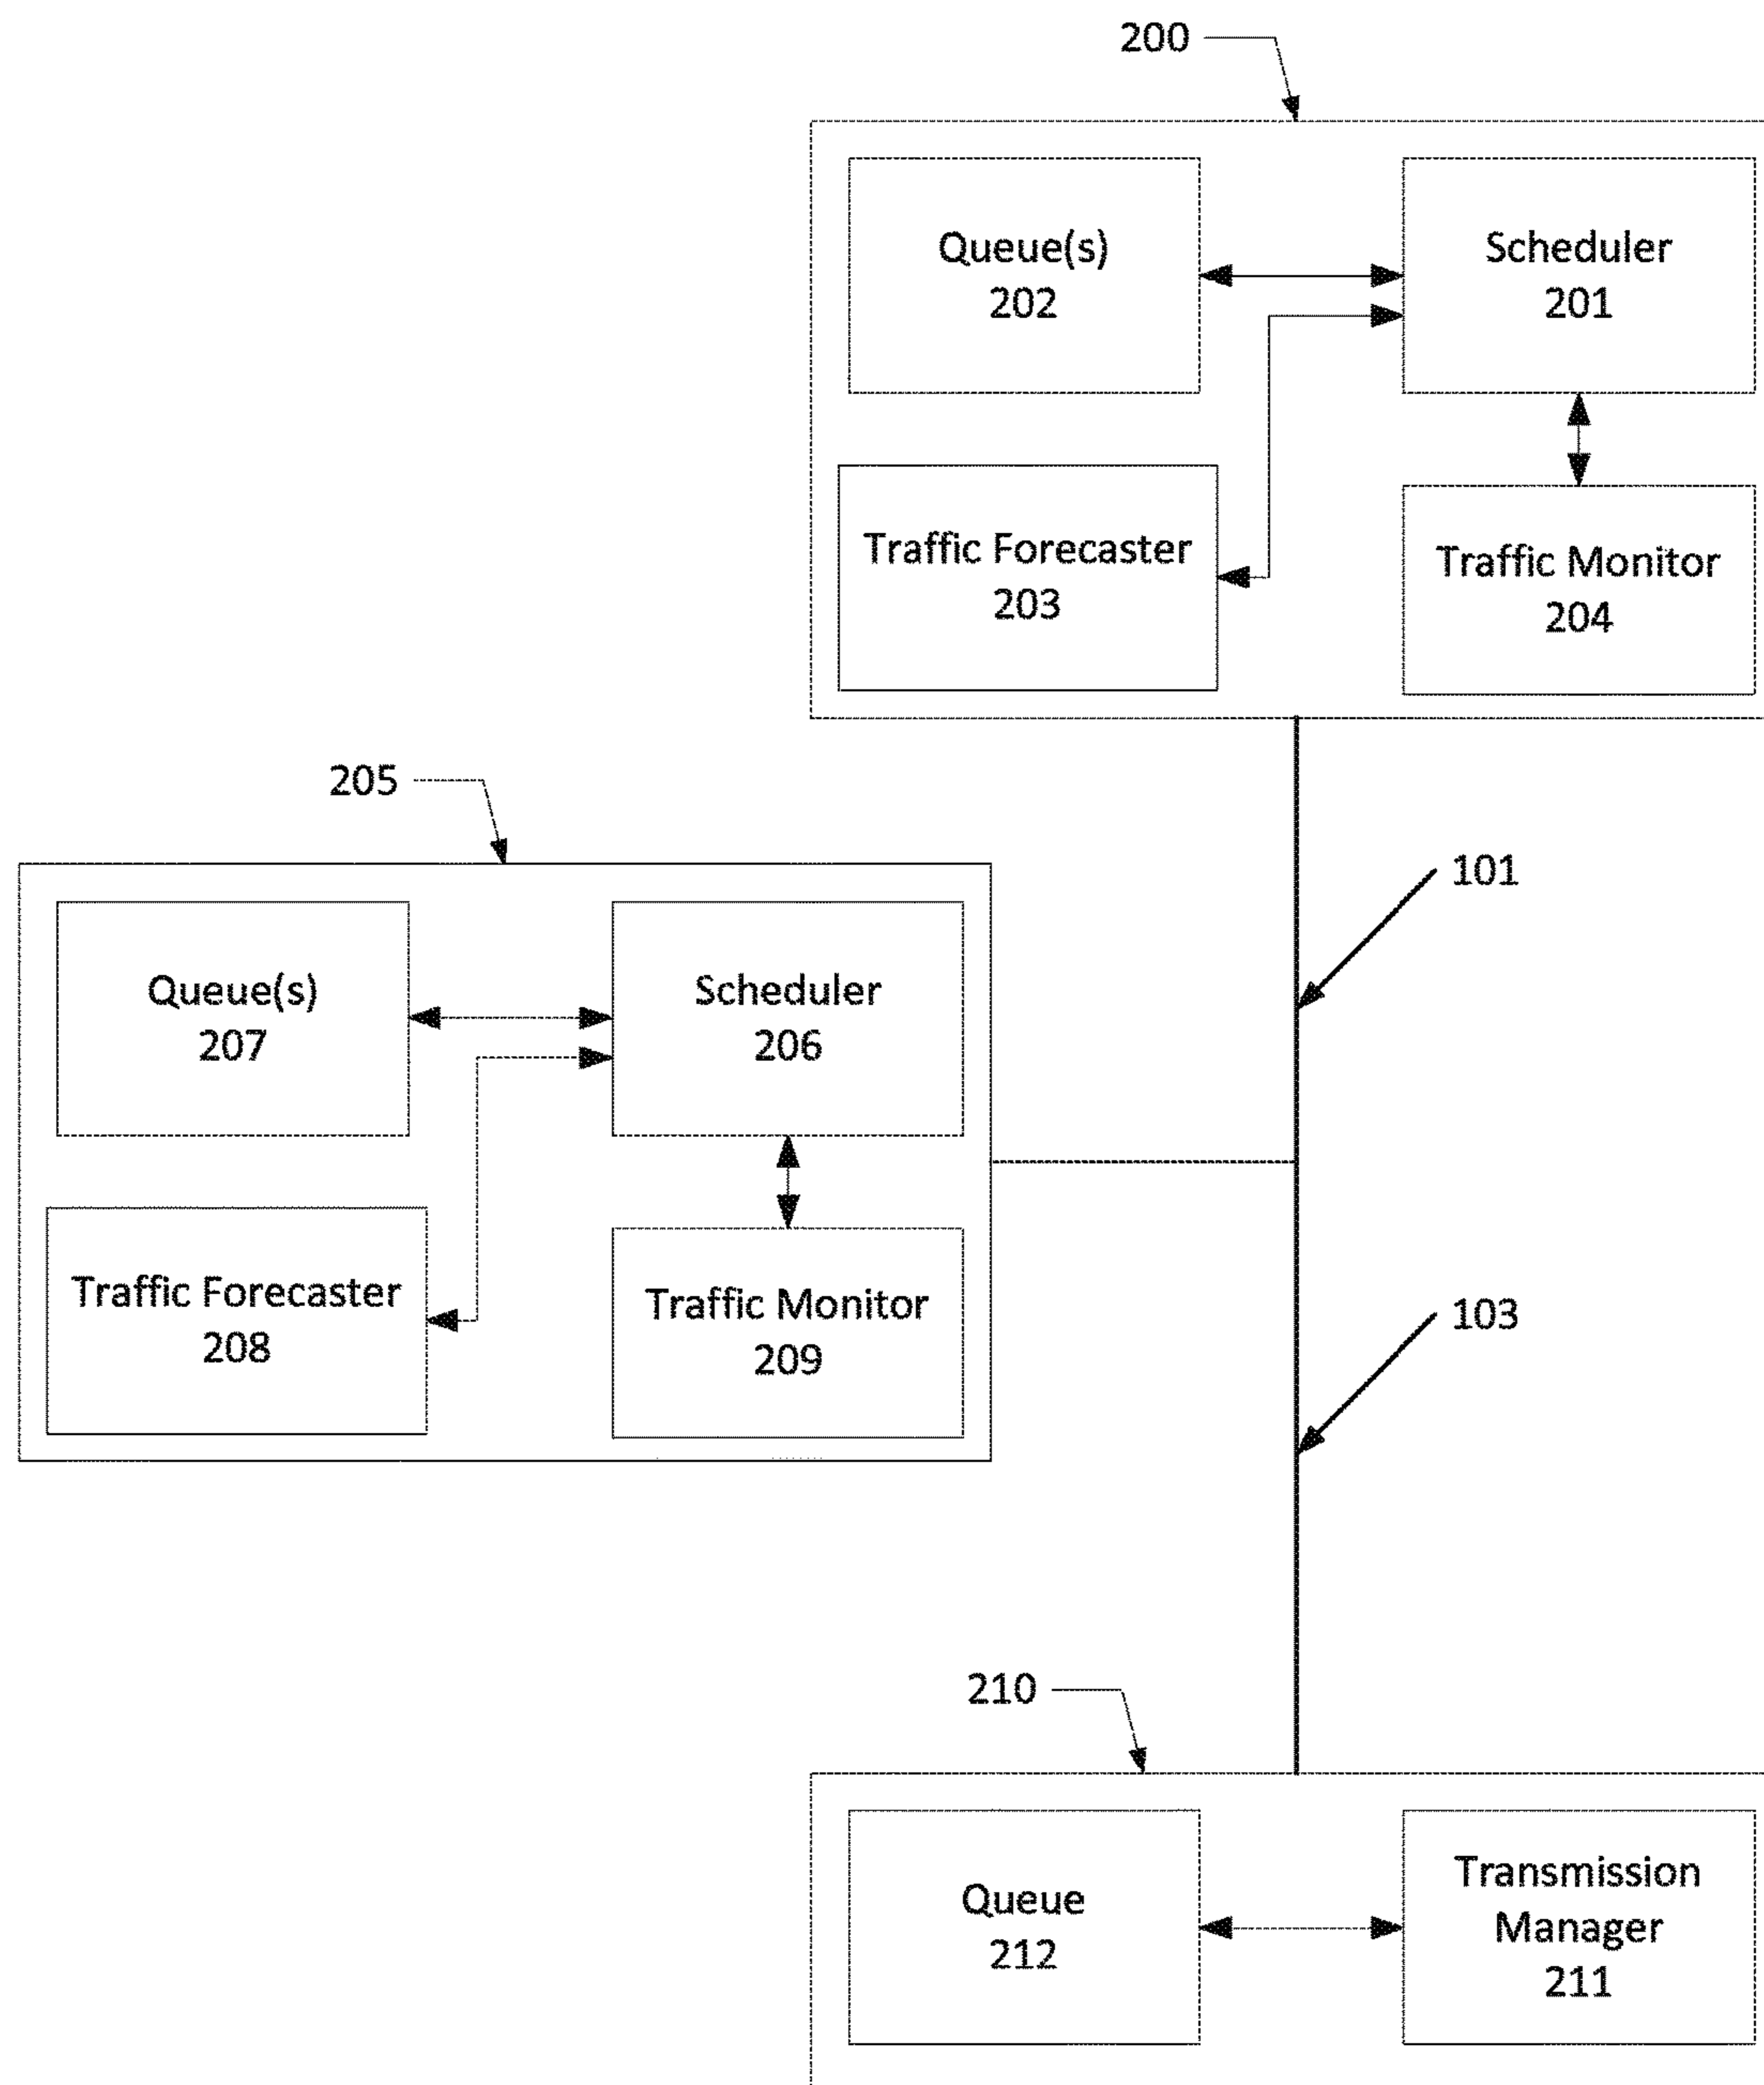 200
Queue(s)
202
Scheduler
201
Traffic Forecaster
203
Traffic Monitor
204
205
101
Queue(s)
207
Scheduler
206
Traffic Forecaster
208
Traffic Monitor
209
103
210
Queue
212
Transmission
Manager
211